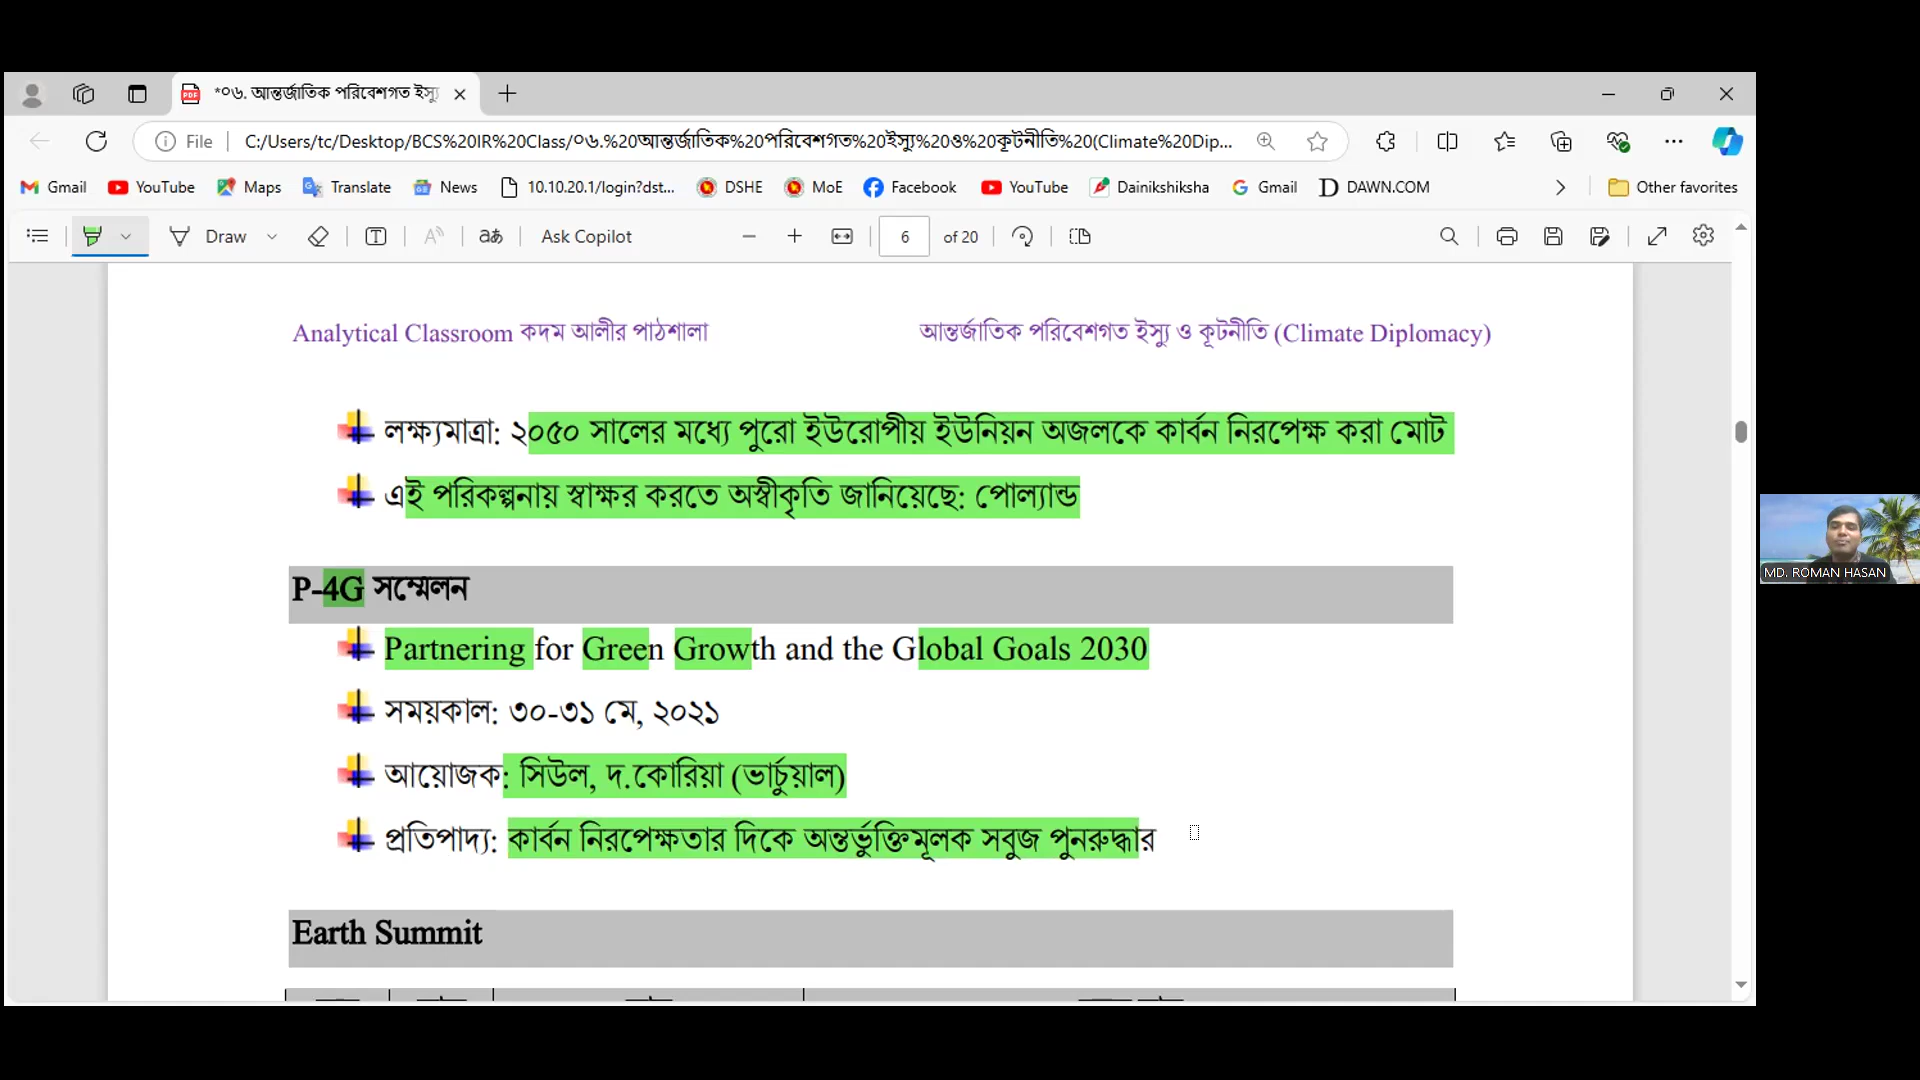 *০৬. আন্তর্জাতিক পরিবেশগত ইস্যু
File C:/Users/tc/Desktop/BCS%20IR%20Class/০৬.%20আন্তর্জাতিক%20পরিবেশগত%20ইস্যু%20ও%20কূটনীতি%20(Climate%20Dip...
Gmail YouTube Maps Translate News 10.10.20.1/login?dst... DSHE MoE Facebook YouTube Dainikshiksha Gmail DAWN.COM Other favorites
Draw Ask Copilot 6 of 20
Analytical Classroom কদম আলীর পাঠশালা আন্তর্জাতিক পরিবেশগত ইস্যু ও কূটনীতি (Climate Diplomacy)
লক্ষ্যমাত্রা: ২০৫০ সালের মধ্যে পুরো ইউরোপীয় ইউনিয়ন অজলকে কার্বন নিরপেক্ষ করা মোট
এই পরিকল্পনায় স্বাক্ষর করতে অস্বীকৃতি জানিয়েছে: পোল্যান্ড
P-4G সম্মেলন
Partnering for Green Growth and the Global Goals 2030
সময়কাল: ৩০-৩১ মে, ২০২১
আয়োজক: সিউল, দ.কোরিয়া (ভার্চুয়াল)
MD. ROMAN HASAN
প্রতিপাদ্য: কার্বন নিরপেক্ষতার দিকে অন্তর্ভুক্তিমূলক সবুজ পুনরুদ্ধার
Earth Summit